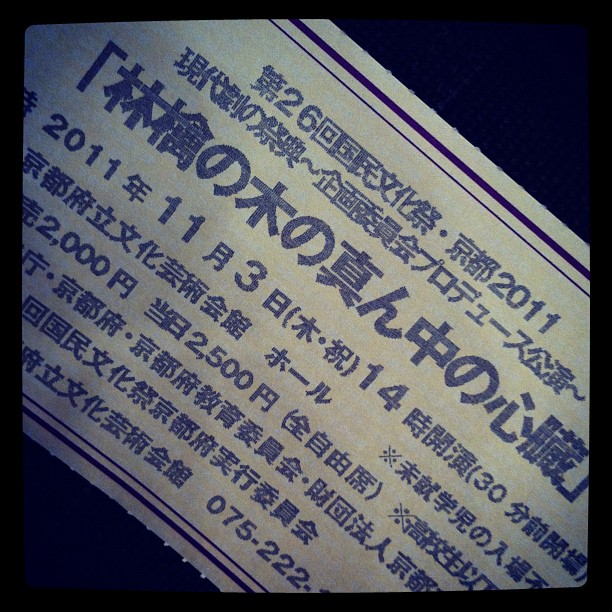 第26回国民文化祭・京都2011
現代劇の祭典～企画委員会プロデュース公演～
「林檎の木の真ん中の心臓」
時 2011年11月3日(木・祝)14時開演(30分前開場
京都府立文化芸術会館 ホール ※未就学児の入場
売2,000円 当日2,500円(全自由席) ※高校生以
庁・京都府・京都府教育委員会・財団法人京都
回国民文化祭京都府実行委員会
府立文化芸術会館 075-222-